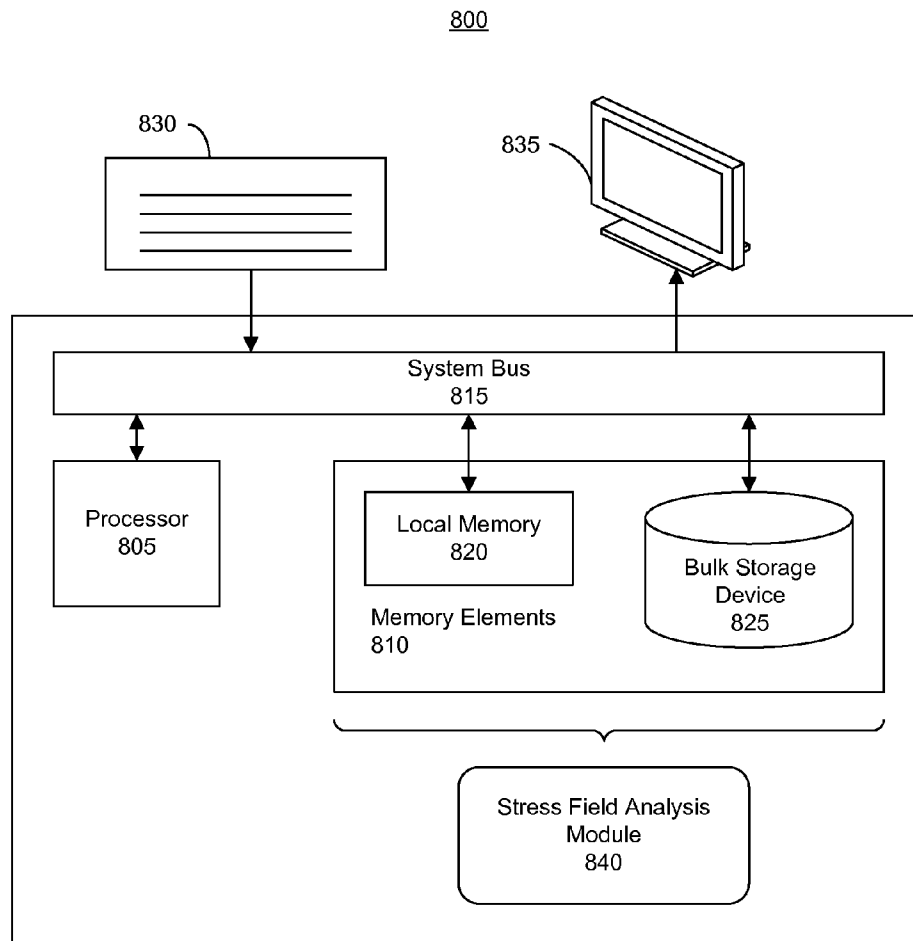 800
830
835
System Bus
815
Processor
805
Local Memory
820
Memory Elements
810
Bulk Storage
Device
825
Stress Field Analysis
Module
840